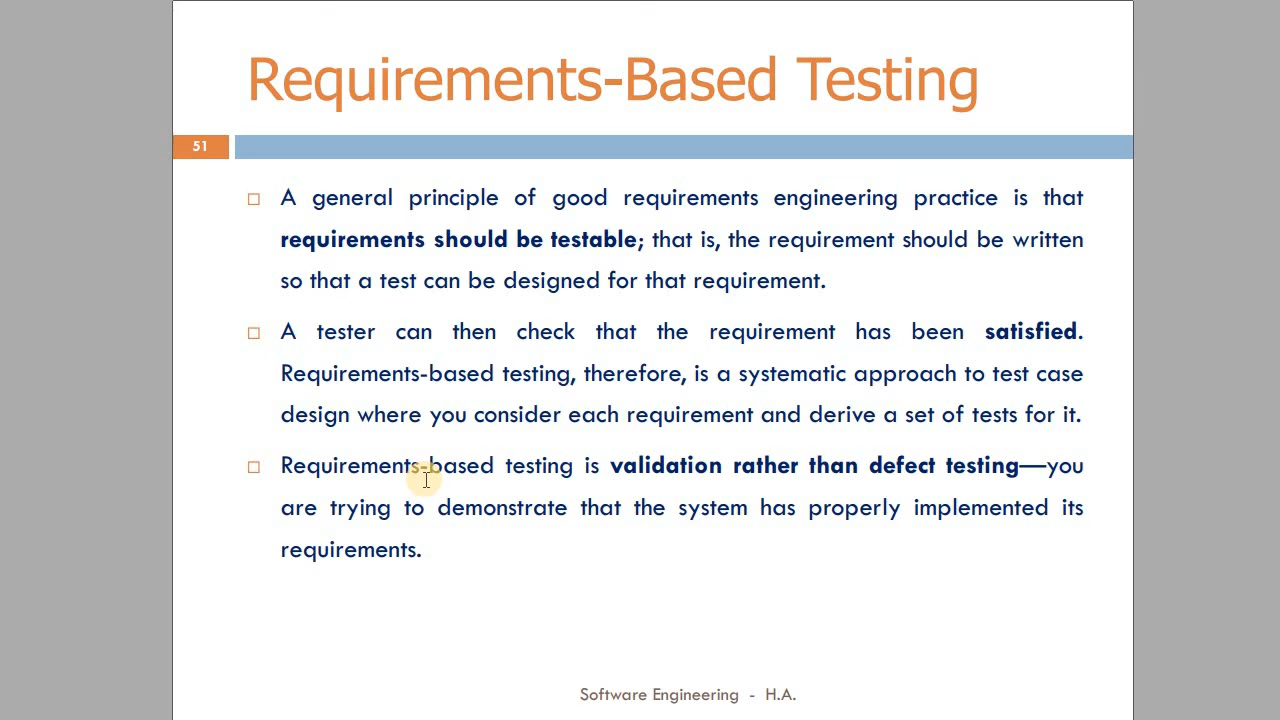 Requirements-Based Testing
51
A general principle of good requirements engineering practice is that
requirements should be testable; that is, the requirement should be written
so that a test can be designed for that requirement.
A tester can then check that the requirement has been satisfied.
Requirements-based testing, therefore, is a systematic approach to test case
design where you consider each requirement and derive a set of tests for it.
Requirements-based testing is validation rather than defect testing—you
are trying to demonstrate that the system has properly implemented its
requirements.
Software Engineering - H.A.